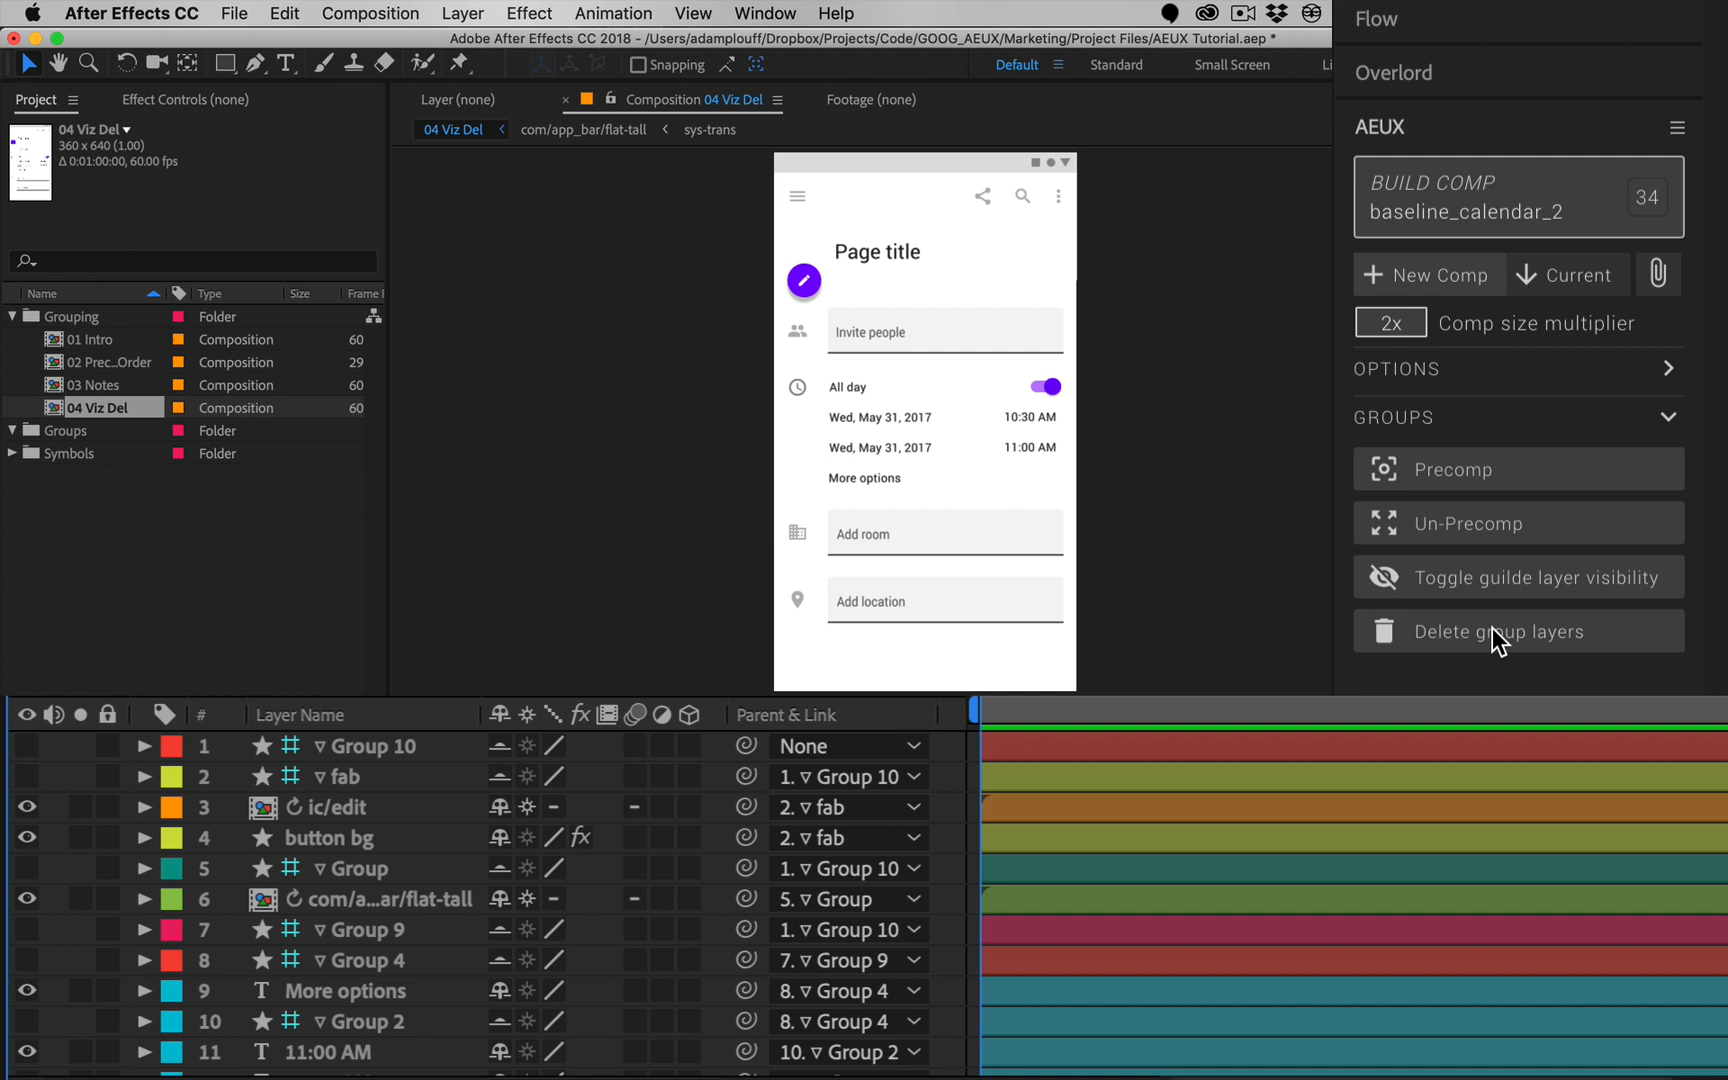 After Effects CC File Edit Composition Layer Effect Animation View Window Help
Adobe After Effects CC 2018 - /Users/adamplouff/Dropbox/Projects/Code/GOOG_AEUX/Marketing/Project Files/AEUX Tutorial.aep *
Snapping Default Standard Small Screen Li
Project Effect Controls (none) Layer (none) × Composition 04 Viz Del Footage (none)
04 Viz Del com/app_bar/flat-tall sys-trans
04 Viz Del
360 x 640 (1.00)
Δ 0:01:00:00, 60.00 fps
Name Type Size Frame
Grouping Folder
01 Intro Composition 60
02 Prec...Order Composition 29
03 Notes Composition 60
04 Viz Del Composition 60
Groups Folder
Symbols Folder
Page title
Invite people
All day
Wed, May 31, 2017 10:30 AM
Wed, May 31, 2017 11:00 AM
More options
Add room
Add location
Flow
Overlord
AEUX
BUILD COMP
baseline_calendar_2 34
New Comp Current
2x Comp size multiplier
OPTIONS
GROUPS
Precomp
Un-Precomp
Toggle guilde layer visibility
Delete group layers
# Layer Name fx Parent & Link
1 ▿ Group 10 None
2 ▿ fab 1. ▿ Group 10
3 ic/edit 2. ▿ fab
4 button bg fx 2. ▿ fab
5 ▿ Group 1. ▿ Group 10
6 com/a...ar/flat-tall 5. ▿ Group
7 ▿ Group 9 1. ▿ Group 10
8 ▿ Group 4 7. ▿ Group 9
9 T More options 8. ▿ Group 4
10 ▿ Group 2 8. ▿ Group 4
11 T 11:00 AM 10. ▿ Group 2